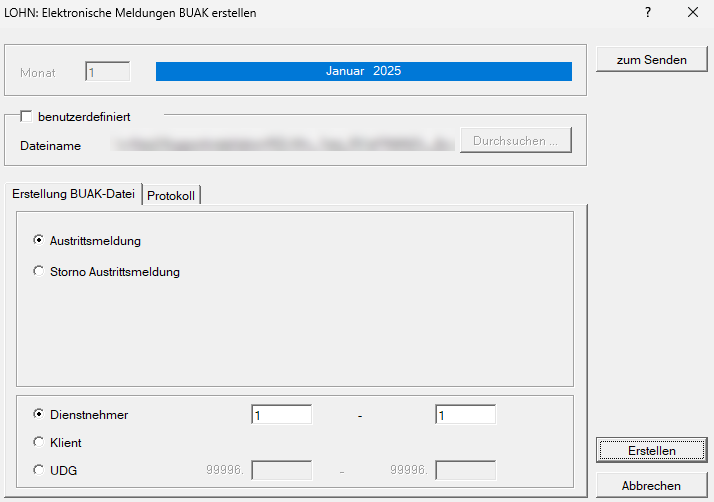 LOHN: Elektronische Meldungen BUAK erstellen ?
Monat 1 Januar 2025 zum Senden
benutzerdefiniert
Dateiname Durchsuchen ...
Erstellung BUAK-Datei Protokoll
Austrittsmeldung
Storno Austrittsmeldung
Dienstnehmer 1 - 1
Klient Erstellen
UDG 99996. - 99996.
Abbrechen